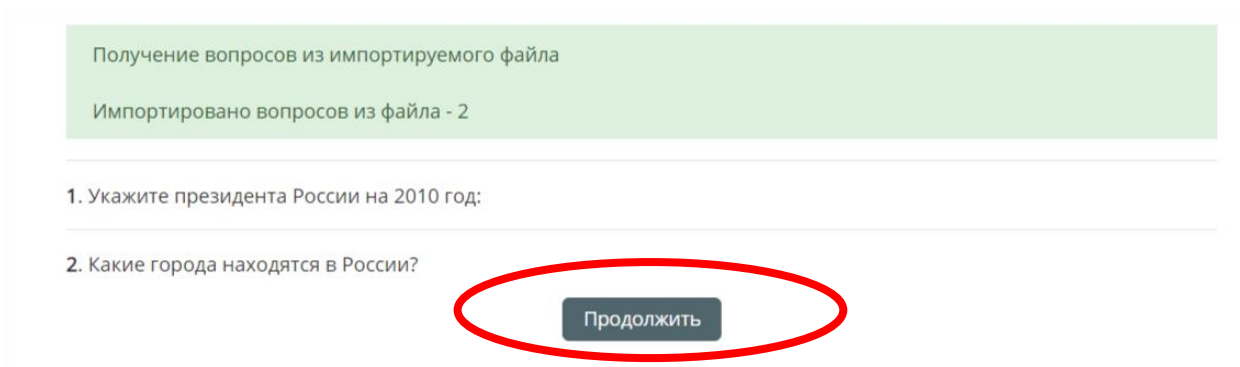 Получение вопросов из импортируемого файла
Импортировано вопросов из файла - 2
1. Укажите президента России на 2010 год:
2. Какие города находятся в России?
Продолжить